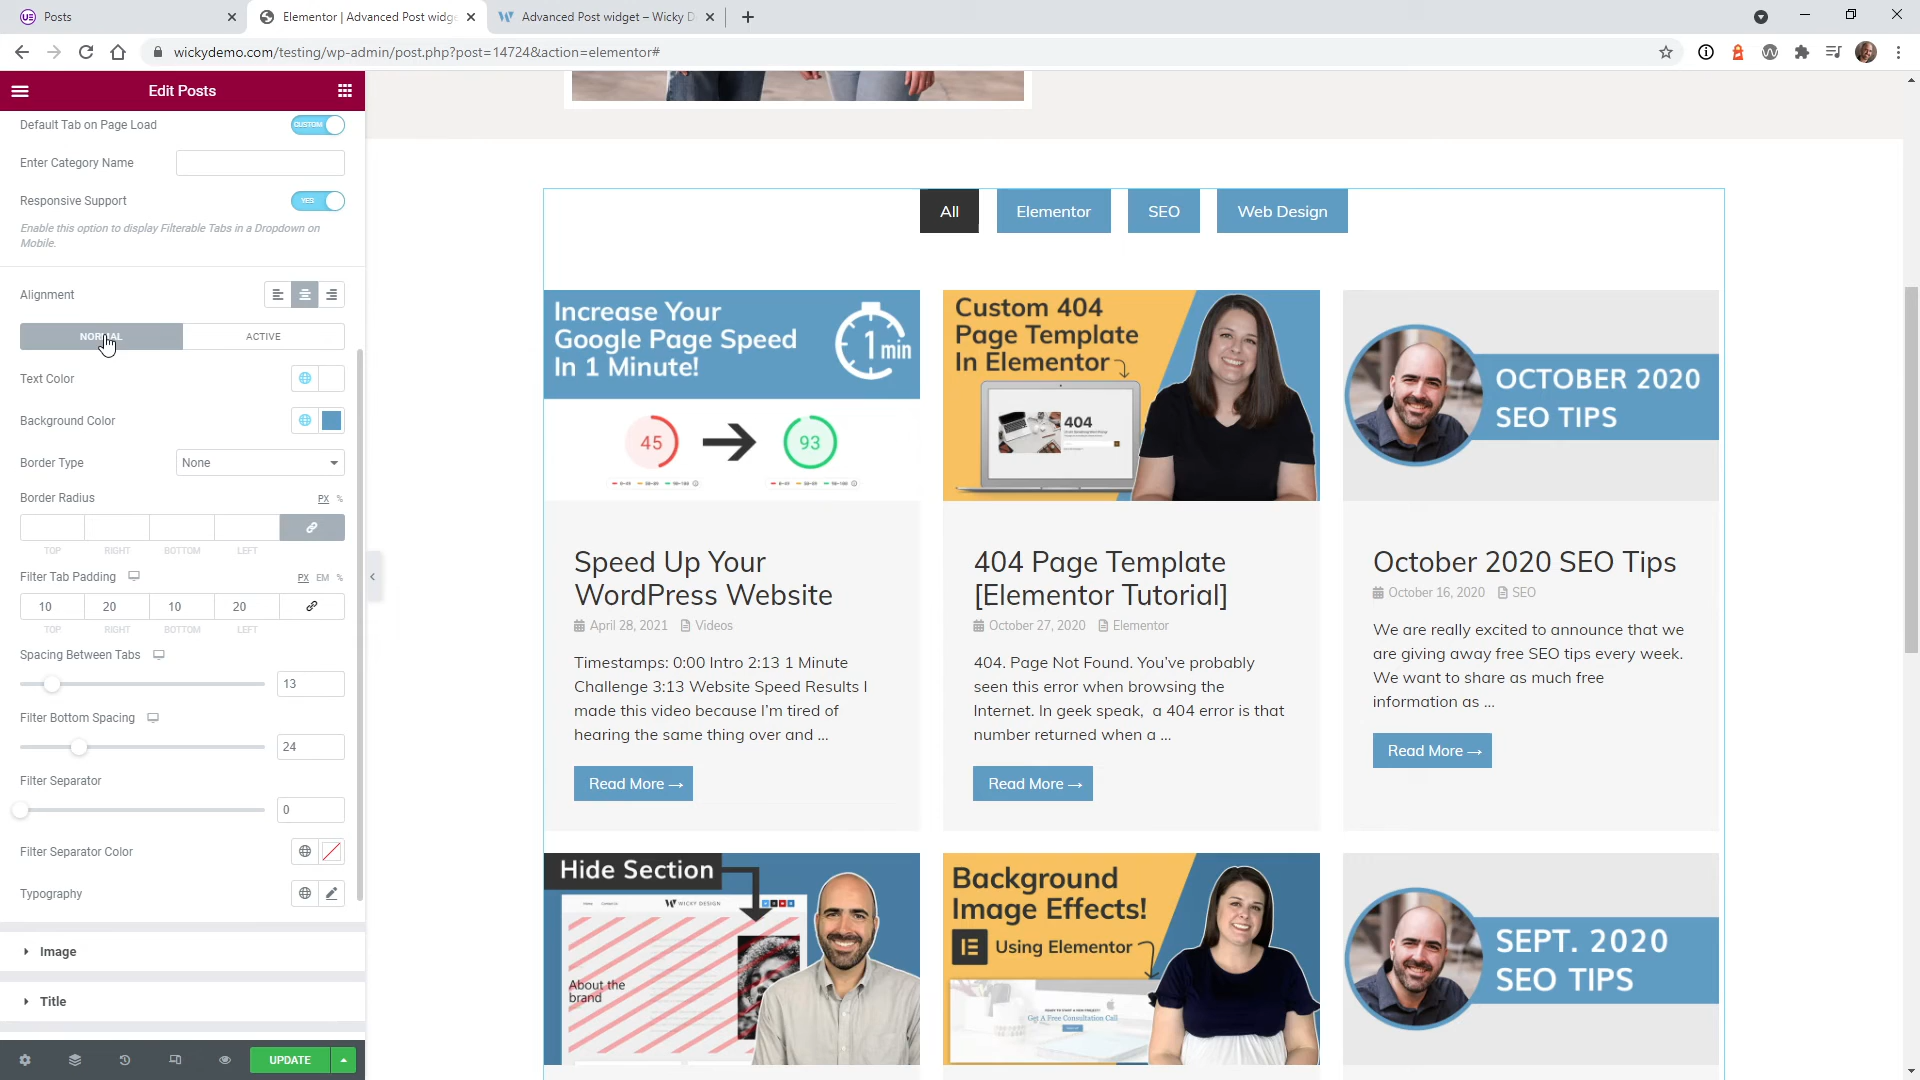 Posts
Elementor | Advanced Post widge
Advanced Post widget – Wicky D
wickydemo.com/testing/wp-admin/post.php?post=14724&action=elementor#
Edit Posts
Default Tab on Page Load
CUSTOM
Enter Category Name
Responsive Support
YES
Enable this option to display Filterable Tabs in a Dropdown on
Mobile.
Alignment
NORMAL
ACTIVE
Text Color
Background Color
Border Type
None
Border Radius
PX %
TOP RIGHT BOTTOM LEFT
Filter Tab Padding
PX EM %
10 20 10 20
TOP RIGHT BOTTOM LEFT
Spacing Between Tabs
13
Filter Bottom Spacing
24
Filter Separator
0
Filter Separator Color
Typography
Image
Title
UPDATE
All
Elementor
SEO
Web Design
Increase Your
Google Page Speed
In 1 Minute!
1 min
45
93
Speed Up Your
WordPress Website
April 28, 2021 Videos
Timestamps: 0:00 Intro 2:13 1 Minute
Challenge 3:13 Website Speed Results I
made this video because I'm tired of
hearing the same thing over and ...
Read More →
Custom 404
Page Template
In Elementor
404
404 Page Template
[Elementor Tutorial]
October 27, 2020 Elementor
404. Page Not Found. You've probably
seen this error when browsing the
Internet. In geek speak, a 404 error is that
number returned when a ...
Read More →
OCTOBER 2020
SEO TIPS
October 2020 SEO Tips
October 16, 2020 SEO
We are really excited to announce that we
are giving away free SEO tips every week.
We want to share as much free
information as ...
Read More →
Hide Section
WICKY DESIGN
About the
brand
Background
Image Effects!
Using Elementor
Get A Free Consultation Call
SEPT. 2020
SEO TIPS